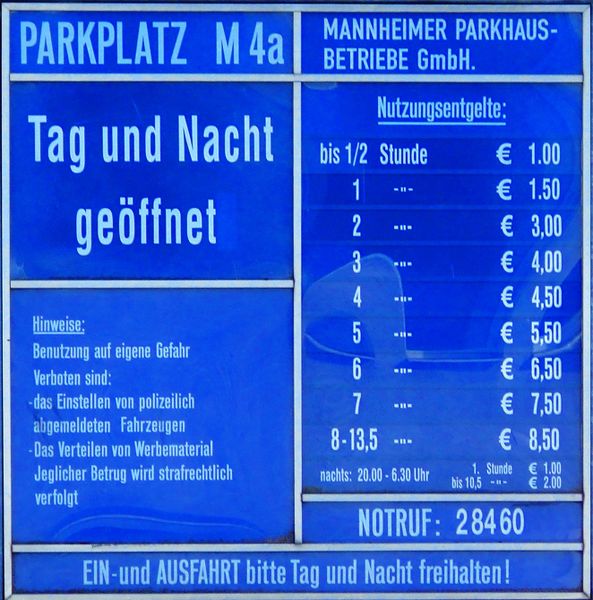 PARKPLATZ M 4a
MANNHEIMER PARKHAUS-
BETRIEBE GmbH.
Tag und Nacht
geöffnet
Hinweise:
Benutzung auf eigene Gefahr
Verboten sind:
-das Einstellen von polizeilich
abgemeldeten Fahrzeugen
-Das Verteilen von Werbematerial
Jeglicher Betrug wird strafrechtlich
verfolgt
Nutzungsentgelte:
bis 1/2 Stunde € 1.00
1 -"- € 1.50
2 -"- € 3,00
3 -"- € 4,00
4 -"- € 4,50
5 -"- € 5,50
6 -"- € 6,50
7 -"- € 7,50
8-13,5 -"- € 8,50
nachts: 20.00 - 6.30 Uhr 1. Stunde € 1.00
bis 10,5 -"- € 2.00
NOTRUF: 28460
EIN-und AUSFAHRT bitte Tag und Nacht freihalten!